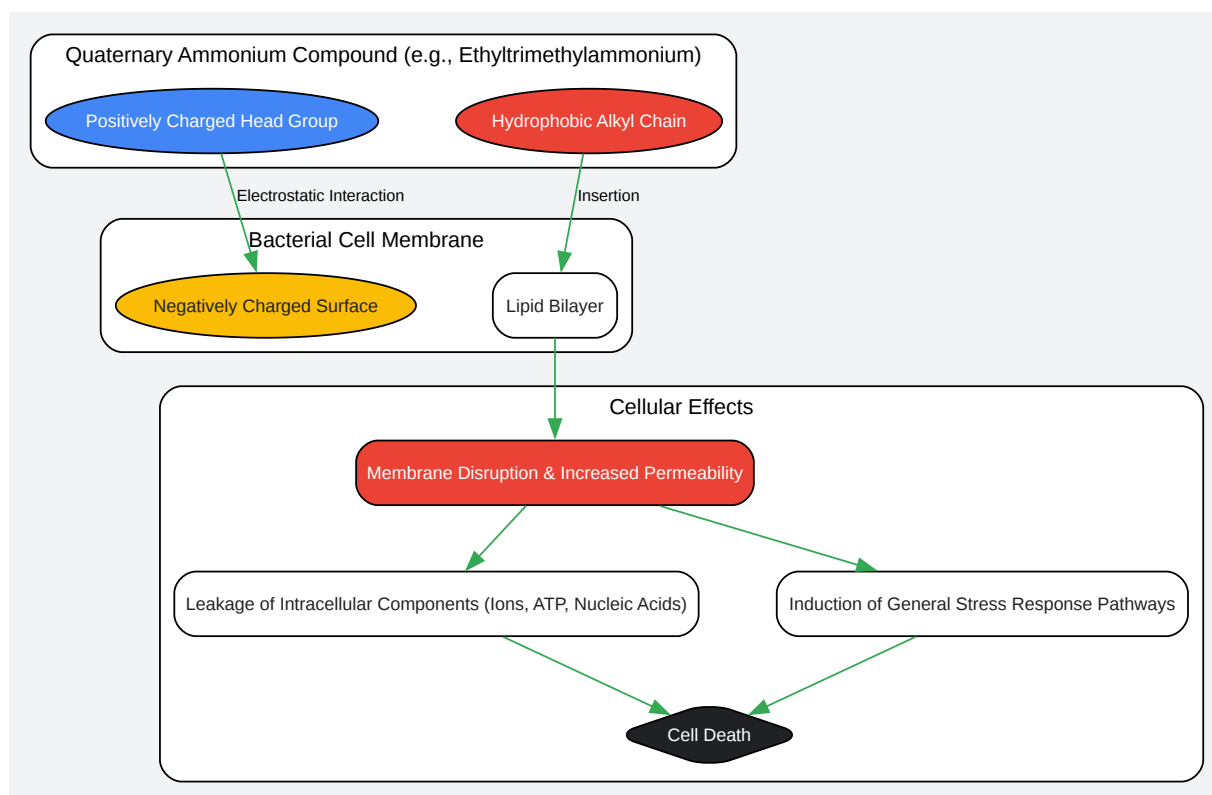 Quaternary Ammonium Compound (e.g., Ethyltrimethylammonium)
Positively Charged Head Group
Hydrophobic Alkyl Chain
Electrostatic Interaction
Insertion
Bacterial Cell Membrane
Negatively Charged Surface
Lipid Bilayer
Cellular Effects
Membrane Disruption & Increased Permeability
Leakage of Intracellular Components (Ions, ATP, Nucleic Acids)
Induction of General Stress Response Pathways
Cell Death